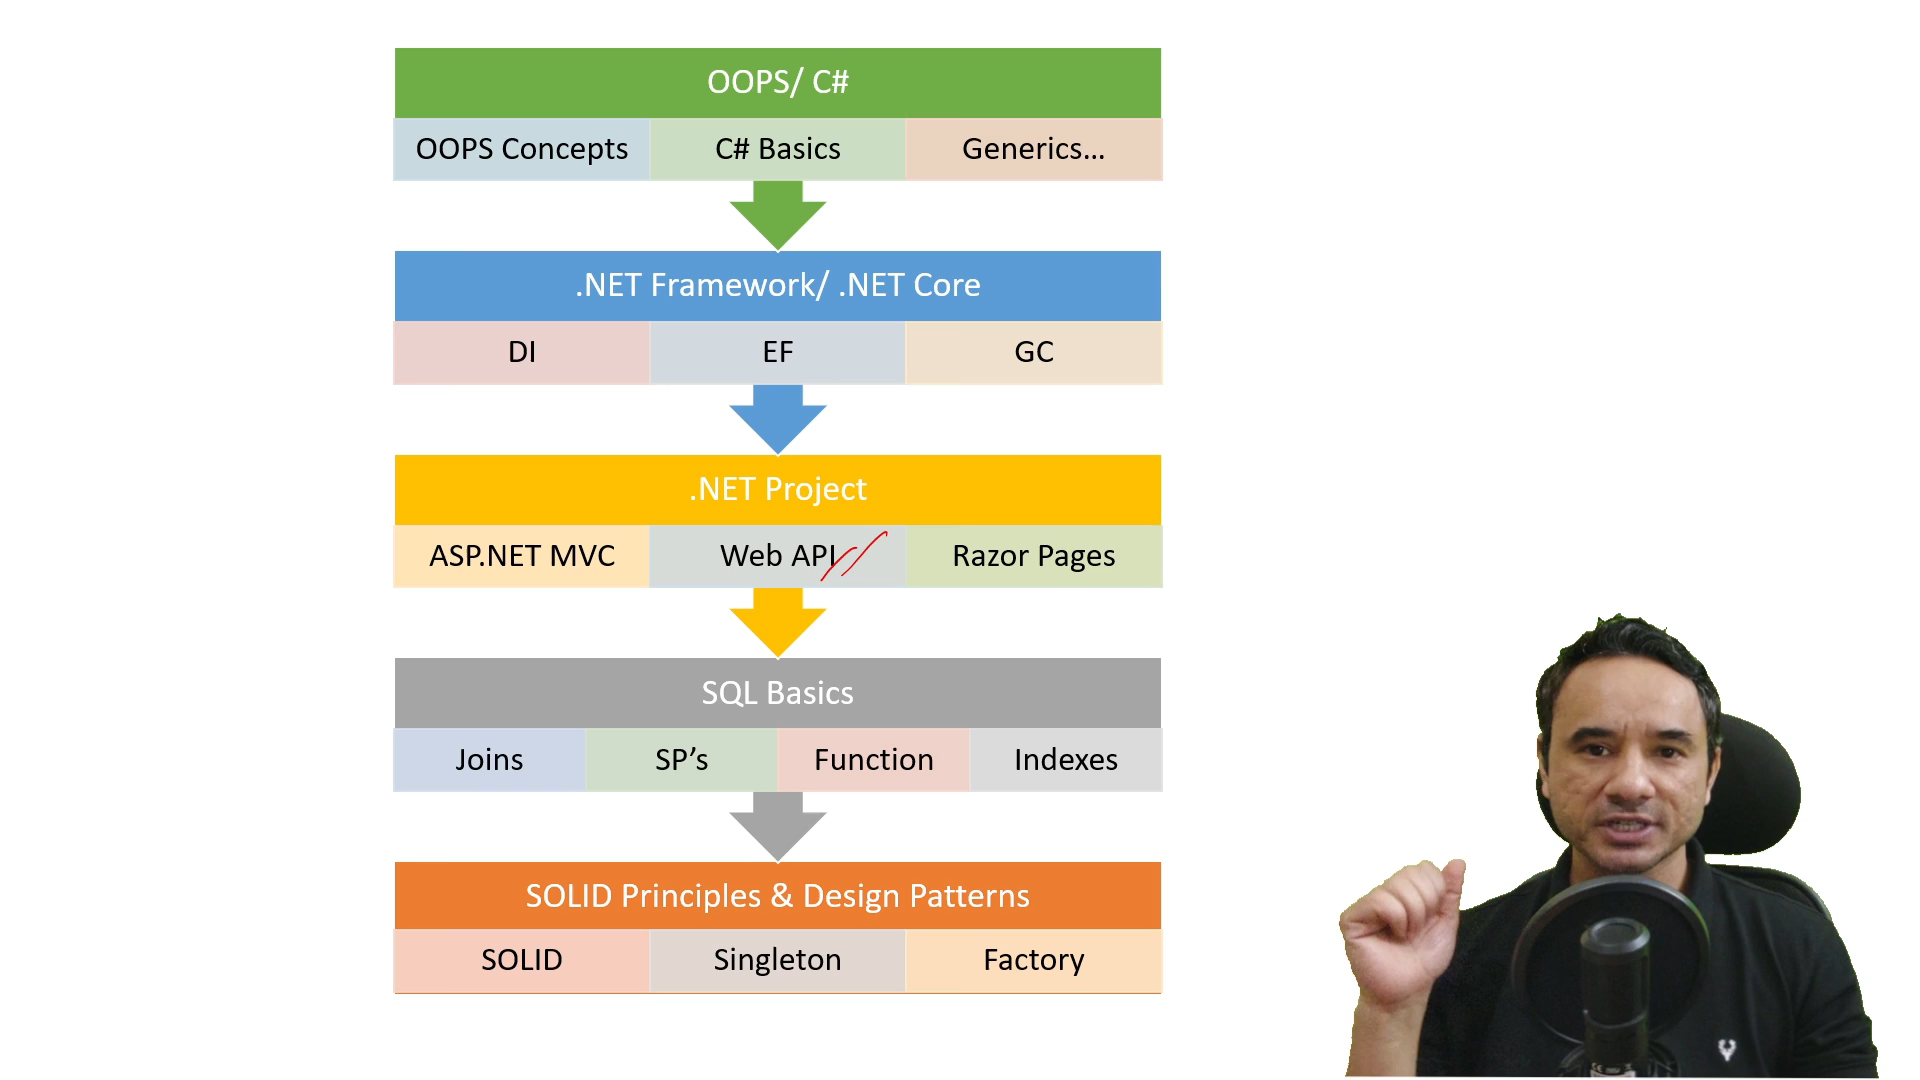 OOPS/ C#
OOPS Concepts
C# Basics
Generics...
.NET Framework/ .NET Core
DI
EF
GC
.NET Project
ASP.NET MVC
Web API
Razor Pages
SQL Basics
Joins
SP’s
Function
Indexes
SOLID Principles & Design Patterns
SOLID
Singleton
Factory